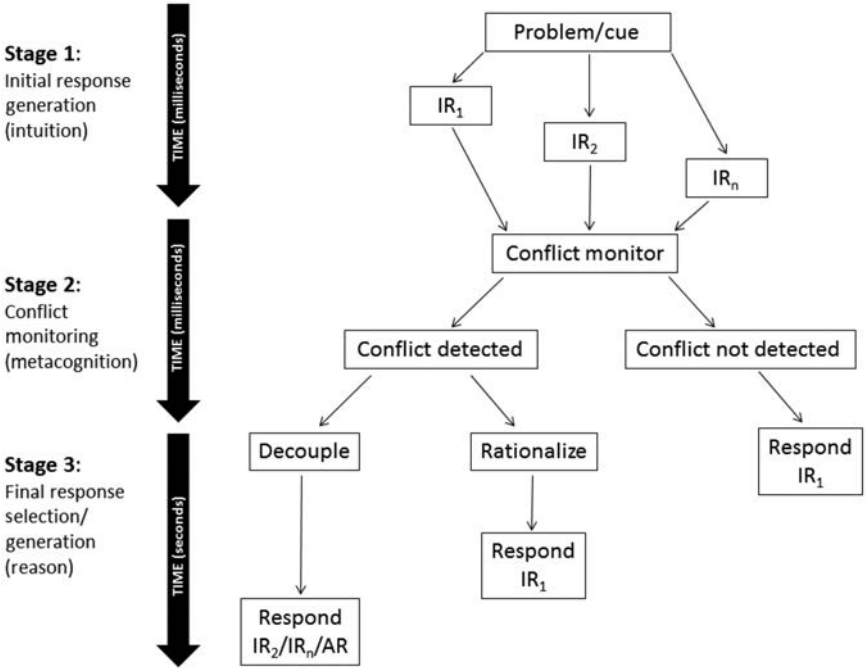 Stage 1:
Initial response
generation
(intuition)
TIME (milliseconds)
Problem/cue
IR₁
IR₂
IRₙ
Stage 2:
Conflict
monitoring
(metacognition)
TIME (milliseconds)
Conflict monitor
Conflict detected
Conflict not detected
Stage 3:
Final response
selection/
generation
(reason)
TIME (seconds)
Decouple
Rationalize
Respond
IR₁
Respond
IR₁
Respond
IR₂/IRₙ/AR